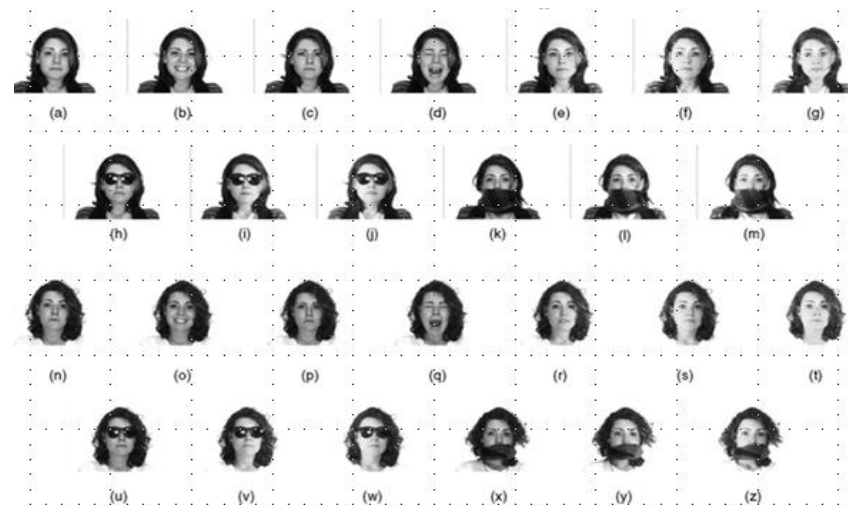 (a) (b) (c) (d) (e) (f) (g)
(h) (i) (j) (k) (l) (m)
(n) (o) (p) (q) (r) (s) (t)
(u) (v) (w) (x) (y) (z)